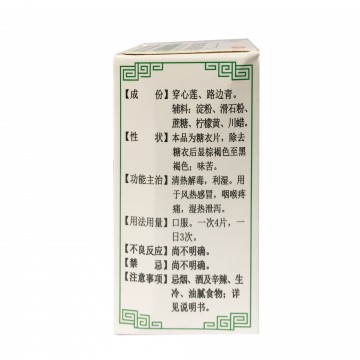 【成　份】穿心莲、路边青。
辅料：淀粉、滑石粉、
蔗糖、柠檬黄、川蜡。
【性　状】本品为糖衣片，除去
糖衣后显棕褐色至黑
褐色；味苦。
【功能主治】清热解毒，利湿。用
于风热感冒，咽喉疼
痛，湿热泄泻。
【用法用量】口服。一次4片，一
日3次。
【不良反应】尚不明确。
【禁　忌】尚不明确。
【注意事项】忌烟、酒及辛辣、生
冷、油腻食物；详
见说明书。